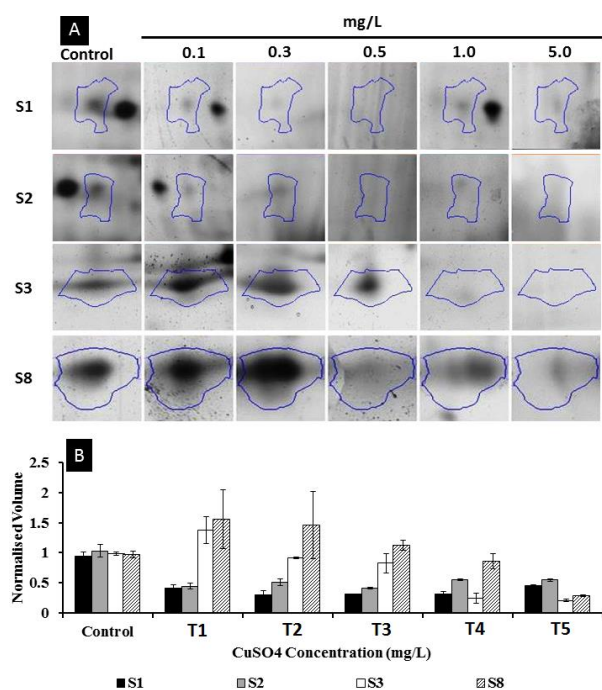 A
mg/L
Control 0.1 0.3 0.5 1.0 5.0
S1
S2
S3
S8
B
Normalised Volume
2.5
2
1.5
1
0.5
0
Control T1 T2 T3 T4 T5
CuSO4 Concentration (mg/L)
S1 S2 S3 S8